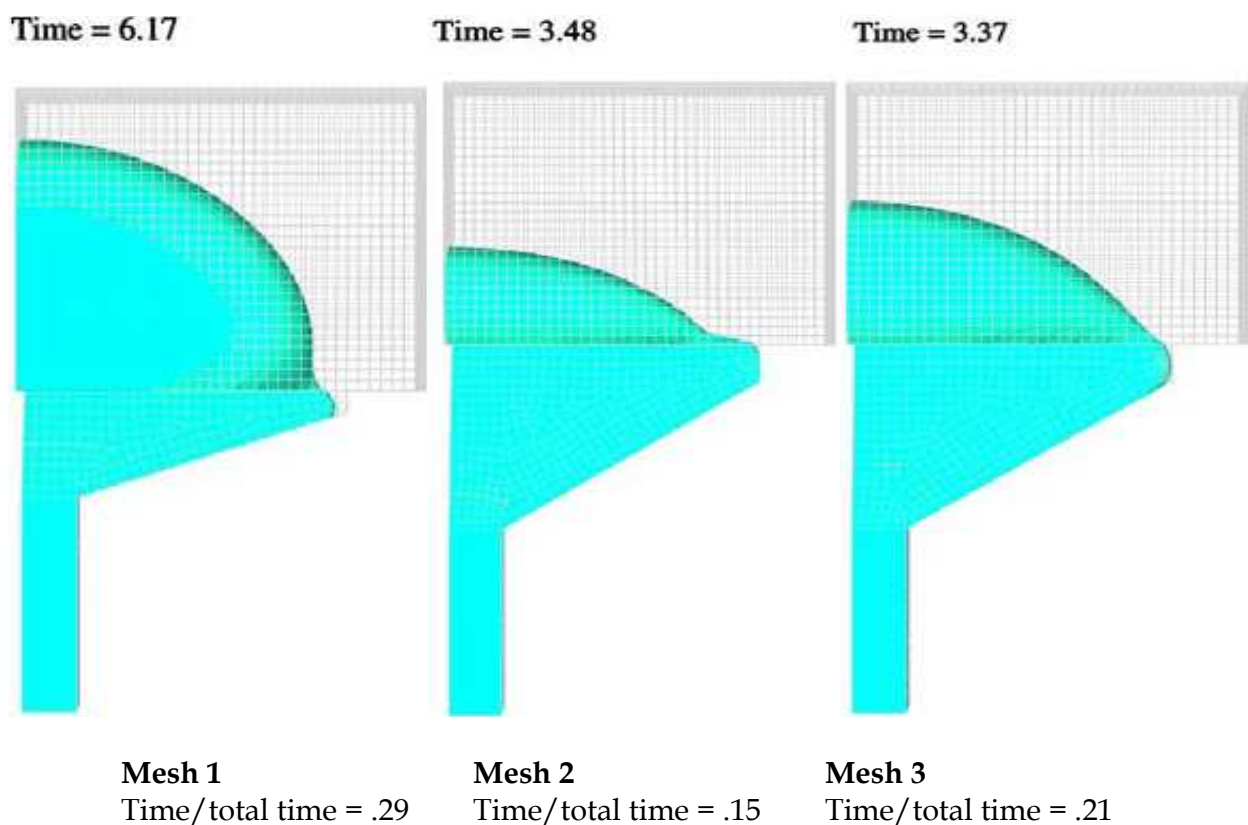 Time = 6.17
Time = 3.48
Time = 3.37
Mesh 1
Time/total time = .29
Mesh 2
Time/total time = .15
Mesh 3
Time/total time = .21